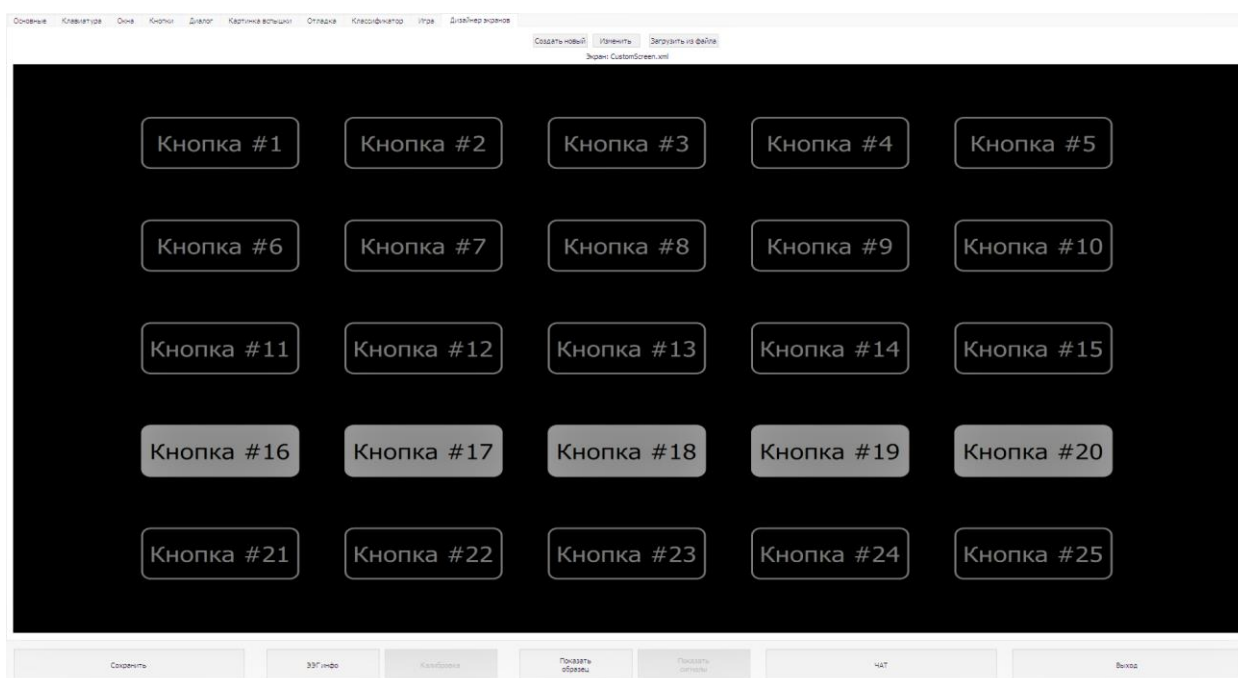 Основные Клавиатура Окна Кнопки Диалог Картинка вспышки Отладка Классификатор Игра Дизайнер экранов
Создать новый Изменить Загрузить из файла
Экран: CustomScreen.xml
Кнопка #1 Кнопка #2 Кнопка #3 Кнопка #4 Кнопка #5
Кнопка #6 Кнопка #7 Кнопка #8 Кнопка #9 Кнопка #10
Кнопка #11 Кнопка #12 Кнопка #13 Кнопка #14 Кнопка #15
Кнопка #16 Кнопка #17 Кнопка #18 Кнопка #19 Кнопка #20
Кнопка #21 Кнопка #22 Кнопка #23 Кнопка #24 Кнопка #25
Сохранить ЭЭГ инфо Калибровка Показать образец Показать сигналы ЧАТ Выход